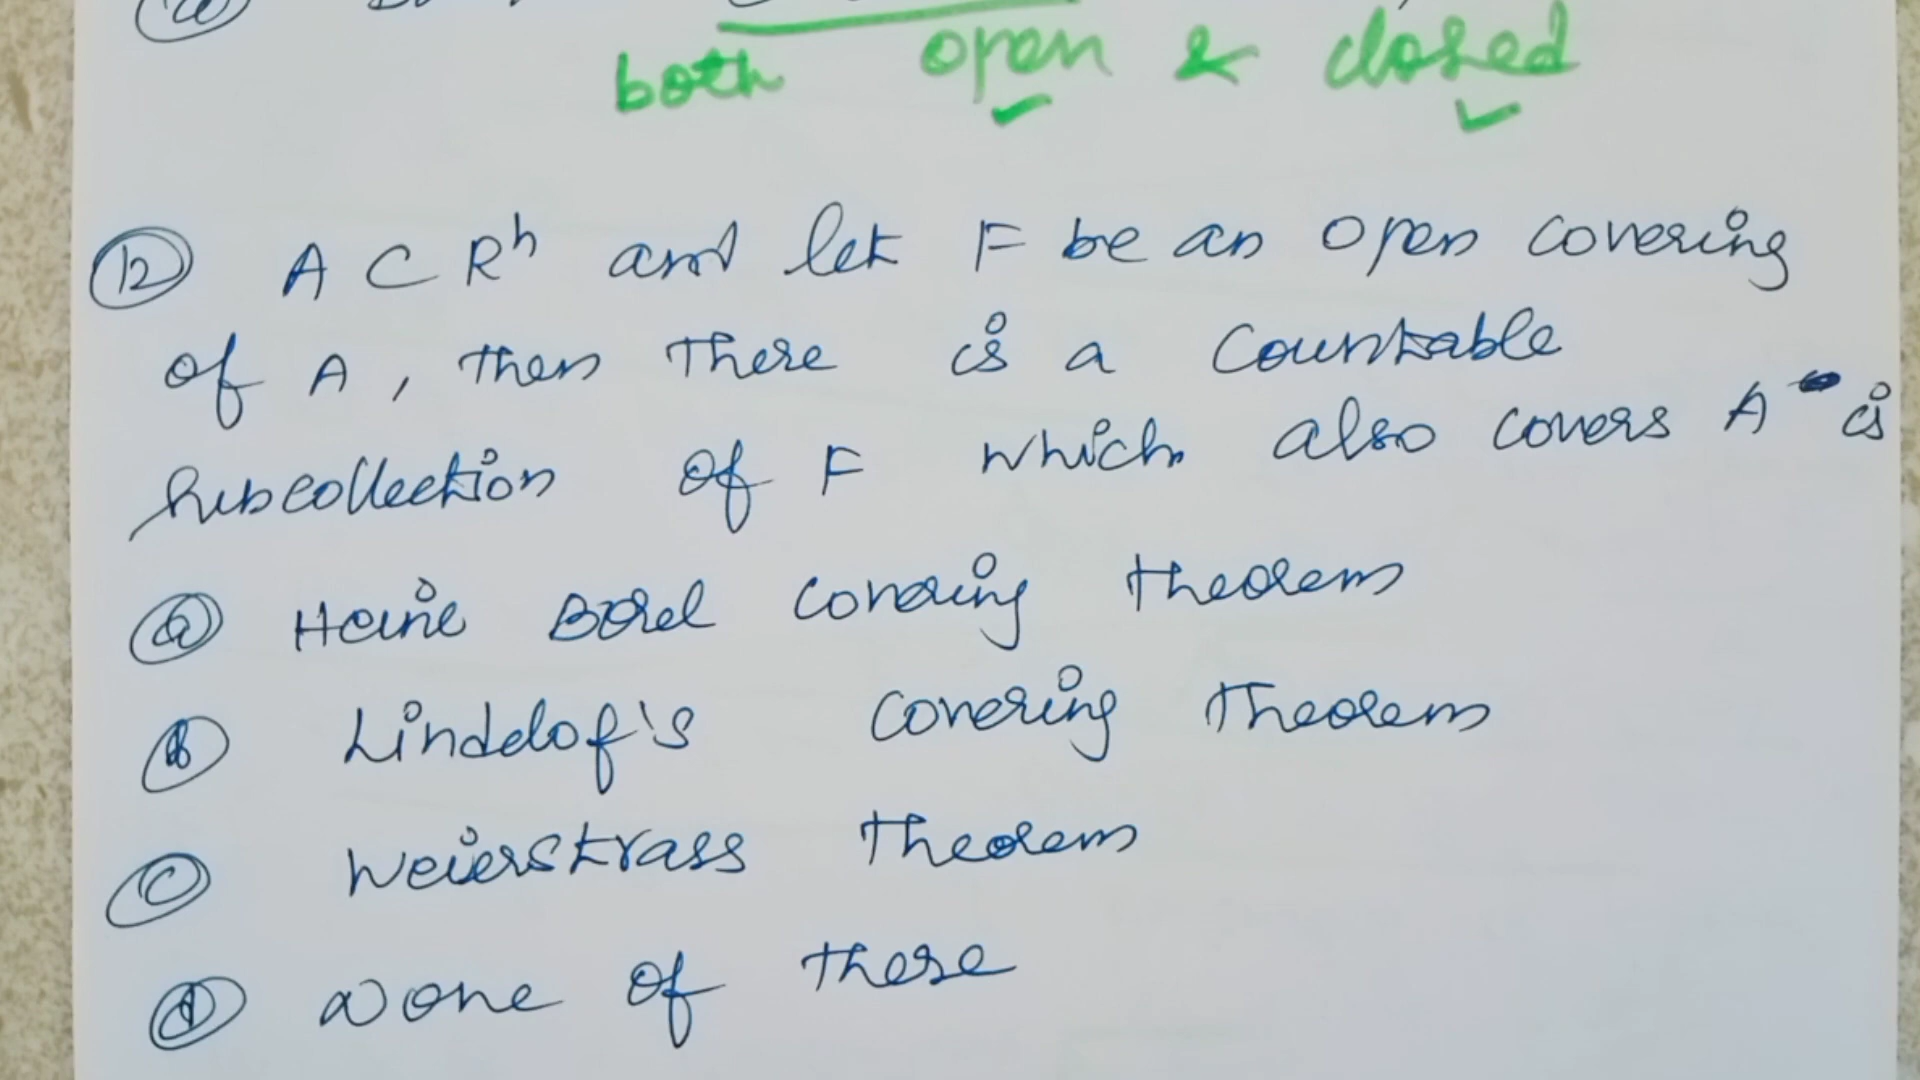 both open & closed
12 A ⊂ Rⁿ and let F be an open covering
of A, then there is a Countable
Subcollection of F which also covers A is
a Heine Borel covering theorem
b Lindelof's covering theorem
c Weierstrass theorem
d None of these